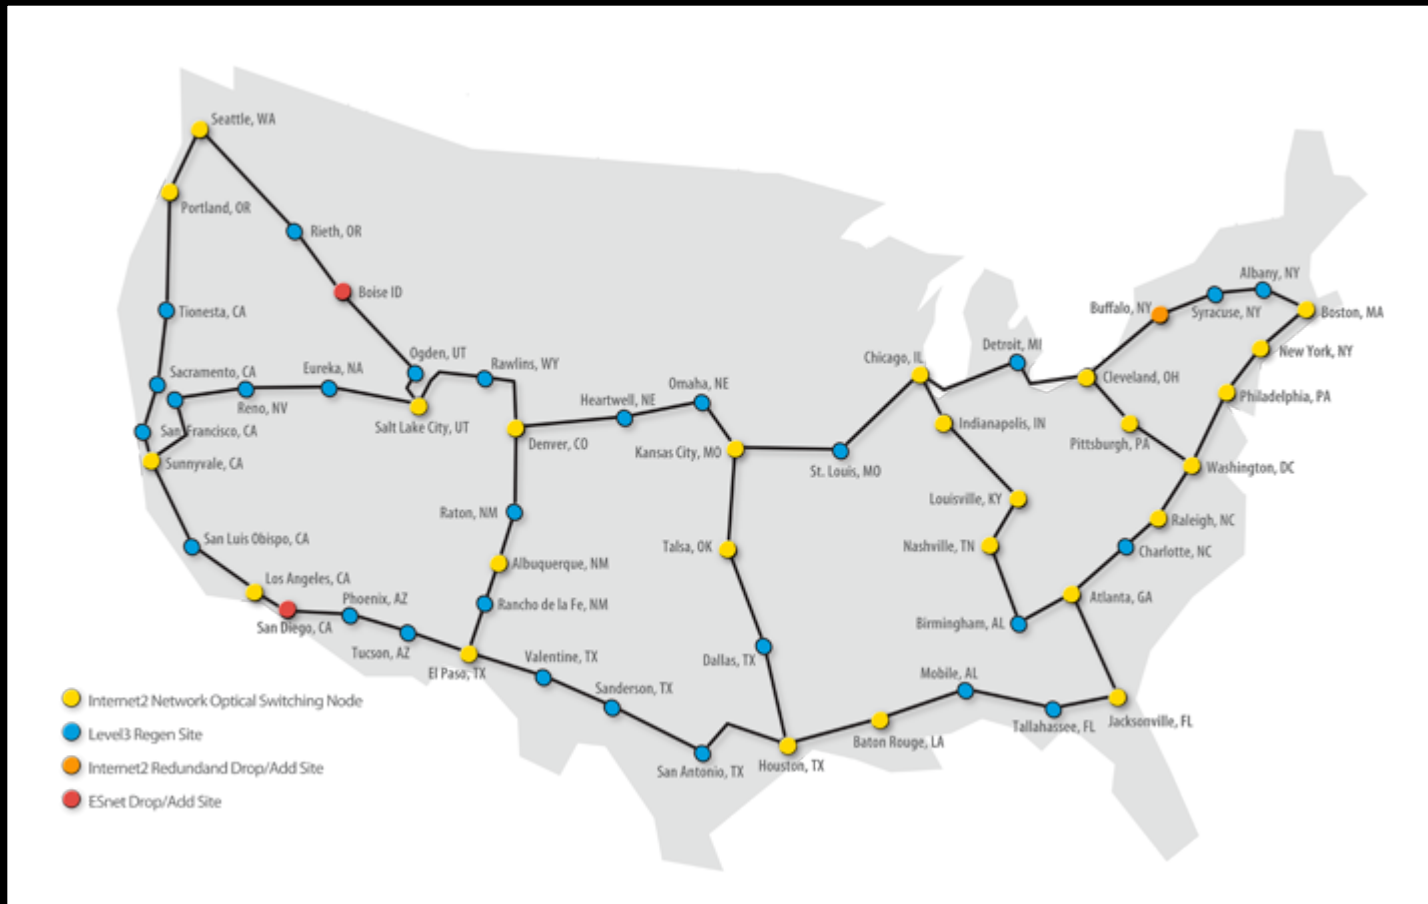 Seattle, WA
Portland, OR
Rieth, OR
Boise ID
Tionesta, CA
Ogden, UT
Rawlins, WY
Sacramento, CA
Eureka, NA
Reno, NV
Salt Lake City, UT
San Francisco, CA
Sunnyvale, CA
Heartwell, NE
Omaha, NE
Denver, CO
Kansas City, MO
St. Louis, MO
Chicago, IL
Detroit, MI
Cleveland, OH
Buffalo, NY
Syracuse, NY
Albany, NY
Boston, MA
New York, NY
Philadelphia, PA
Pittsburgh, PA
Washington, DC
Indianapolis, IN
Louisville, KY
Nashville, TN
Raleigh, NC
Charlotte, NC
Atlanta, GA
Birmingham, AL
San Luis Obispo, CA
Los Angeles, CA
San Diego, CA
Phoenix, AZ
Tucson, AZ
Raton, NM
Albuquerque, NM
Rancho de la Fe, NM
El Paso, TX
Valentine, TX
Sanderson, TX
San Antonio, TX
Talsa, OK
Dallas, TX
Houston, TX
Baton Rouge, LA
Mobile, AL
Tallahassee, FL
Jacksonville, FL
Internet2 Network Optical Switching Node
Level3 Regen Site
Internet2 Redundand Drop/Add Site
ESnet Drop/Add Site